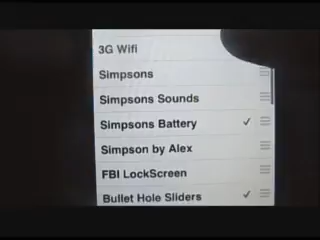 3G Wifi
Simpsons
Simpsons Sounds
Simpsons Battery
Simpson by Alex
FBI LockScreen
Bullet Hole Sliders